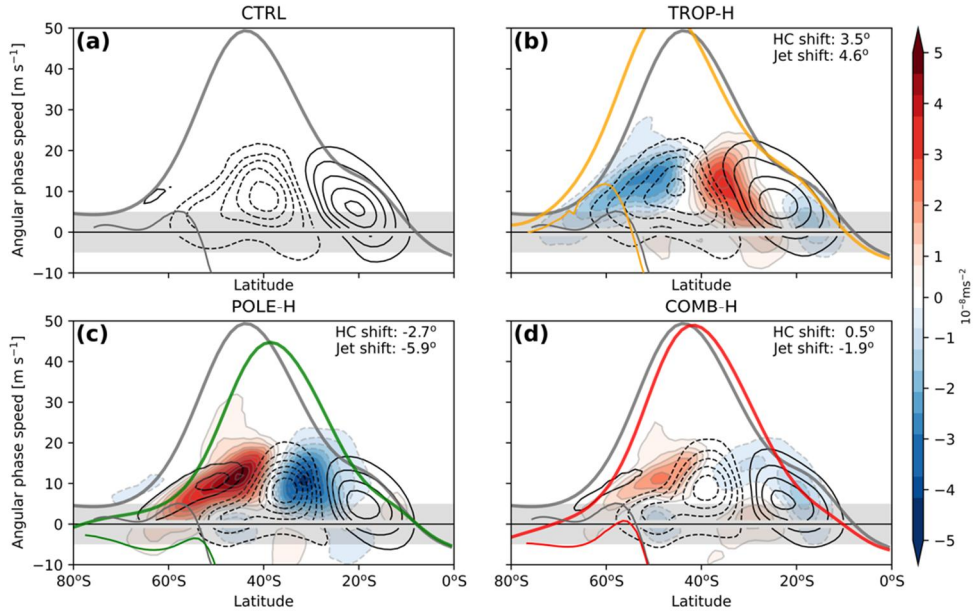 CTRL
TROP-H
(a)
(b)
HC shift: 3.5°
Jet shift: 4.6°
Angular phase speed [m s⁻¹]
50
40
30
20
10
0
−10
Latitude
Latitude
POLE-H
COMB-H
(c)
HC shift: -2.7°
Jet shift: -5.9°
(d)
HC shift: 0.5°
Jet shift: -1.9°
Angular phase speed [m s⁻¹]
50
40
30
20
10
0
−10
80°S 60°S 40°S 20°S 0°S
80°S 60°S 40°S 20°S 0°S
Latitude
Latitude
5
4
3
2
1
0
−1
−2
−3
−4
−5
10⁻⁸ms⁻²